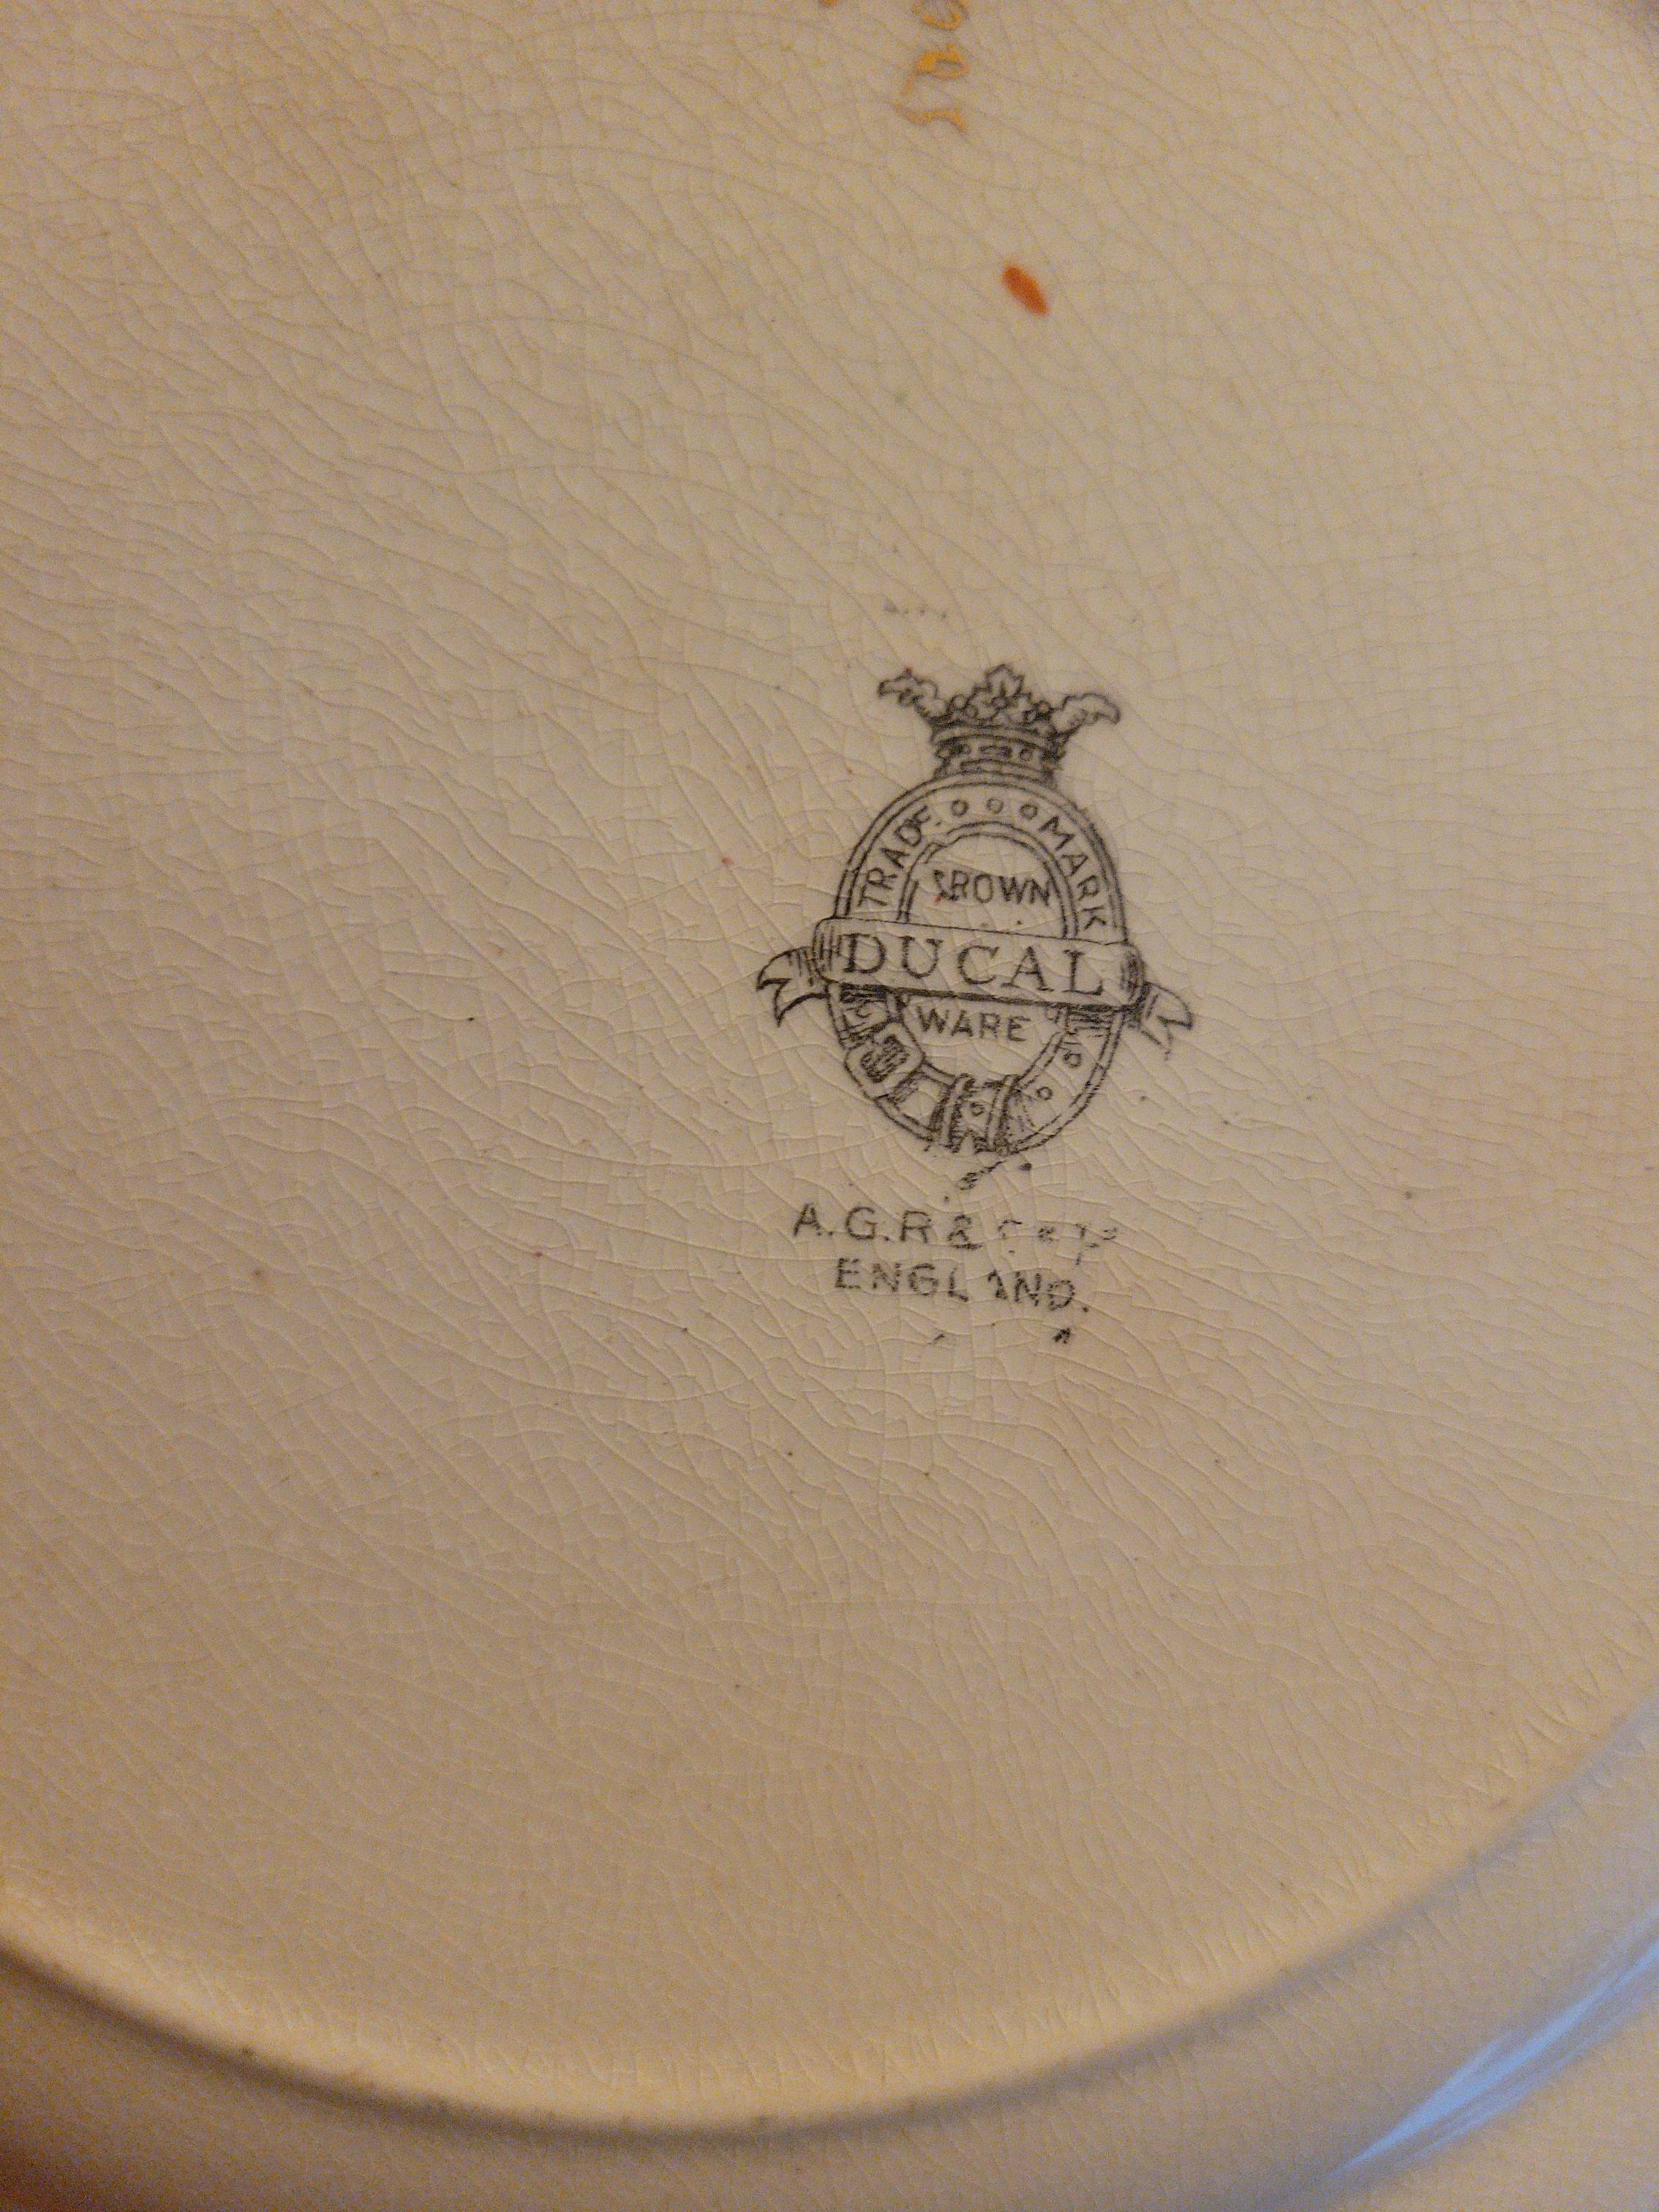 TRADE MARK
CROWN
DUCAL
WARE
A.G.R &
ENGLAND.